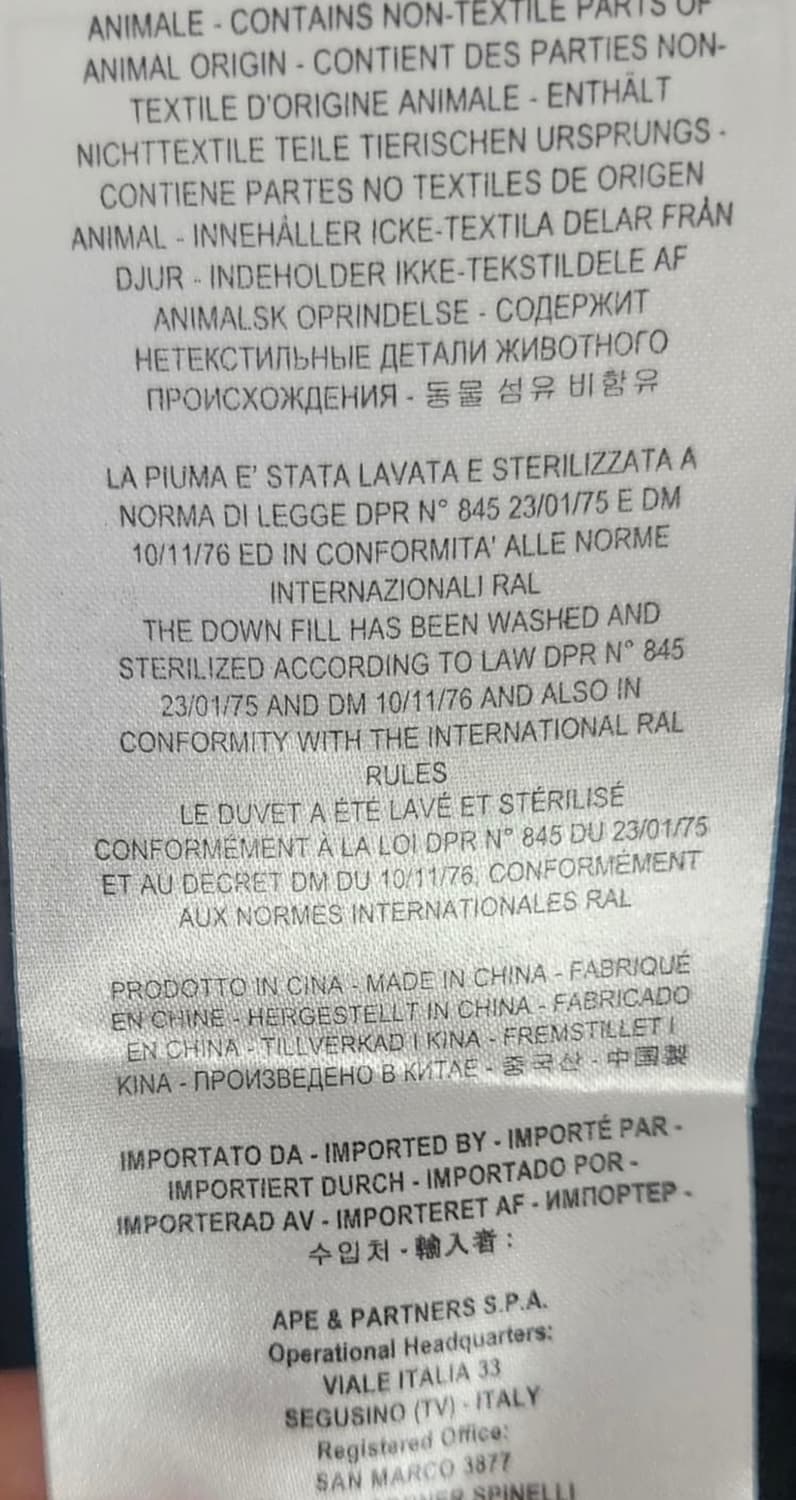 ANIMALE - CONTAINS NON-TEXTILE PARTS OF
ANIMAL ORIGIN - CONTIENT DES PARTIES NON-
TEXTILE D'ORIGINE ANIMALE - ENTHÄLT
NICHTTEXTILE TEILE TIERISCHEN URSPRUNGS -
CONTIENE PARTES NO TEXTILES DE ORIGEN
ANIMAL - INNEHÅLLER ICKE-TEXTILA DELAR FRÅN
DJUR - INDEHOLDER IKKE-TEKSTILDELE AF
ANIMALSK OPRINDELSE - СОДЕРЖИТ
НЕТЕКСТИЛЬНЫЕ ДЕТАЛИ ЖИВОТНОГО
ПРОИСХОЖДЕНИЯ - 동물 섬유 비함유
LA PIUMA E' STATA LAVATA E STERILIZZATA A
NORMA DI LEGGE DPR N° 845 23/01/75 E DM
10/11/76 ED IN CONFORMITA' ALLE NORME
INTERNAZIONALI RAL
THE DOWN FILL HAS BEEN WASHED AND
STERILIZED ACCORDING TO LAW DPR N° 845
23/01/75 AND DM 10/11/76 AND ALSO IN
CONFORMITY WITH THE INTERNATIONAL RAL
RULES
LE DUVET A ÉTÉ LAVÉ ET STÉRILISÉ
CONFORMÉMENT À LA LOI DPR N° 845 DU 23/01/75
ET AU DÉCRET DM DU 10/11/76, CONFORMÉMENT
AUX NORMES INTERNATIONALES RAL
PRODOTTO IN CINA - MADE IN CHINA - FABRIQUÉ
EN CHINE - HERGESTELLT IN CHINA - FABRICADO
EN CHINA - TILLVERKAD I KINA - FREMSTILLET I
KINA - ПРОИЗВЕДЕНО В КИТАЕ - 중국산 - 中國製
IMPORTATO DA - IMPORTED BY - IMPORTÉ PAR -
IMPORTIERT DURCH - IMPORTADO POR -
IMPORTERAD AV - IMPORTERET AF - ИМПОРТЕР -
수입처 - 輸入者 :
APE & PARTNERS S.P.A.
Operational Headquarters:
VIALE ITALIA 33
SEGUSINO (TV) - ITALY
Registered Office:
SAN MARCO 3877
SPINELLI